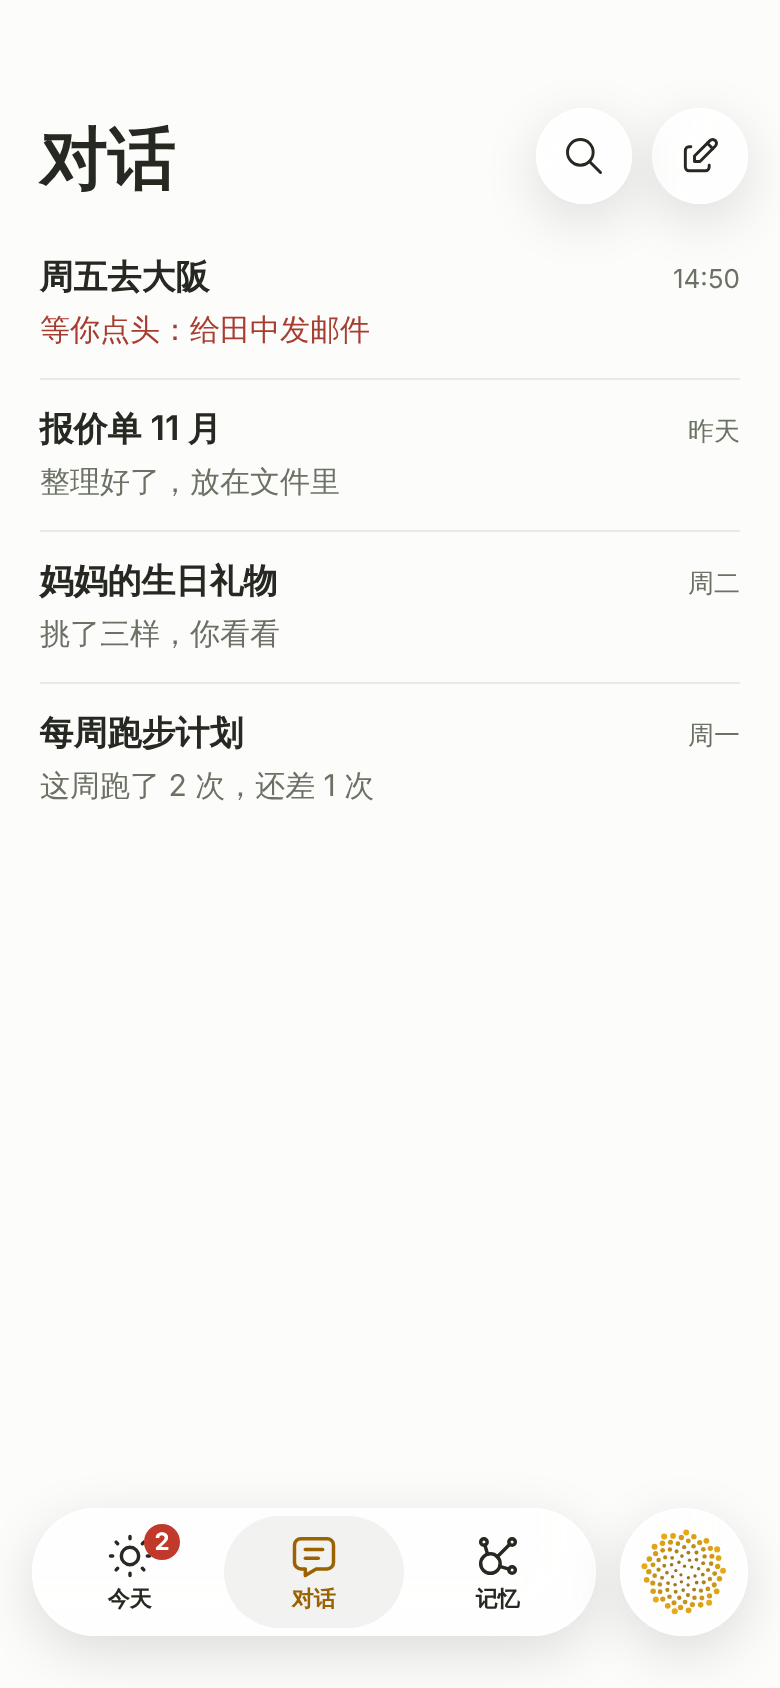 对话
周五去大阪
14:50
等你点头：给田中发邮件
报价单 11 月
昨天
整理好了，放在文件里
妈妈的生日礼物
周二
挑了三样，你看看
每周跑步计划
周一
这周跑了 2 次，还差 1 次
2
今天
对话
记忆